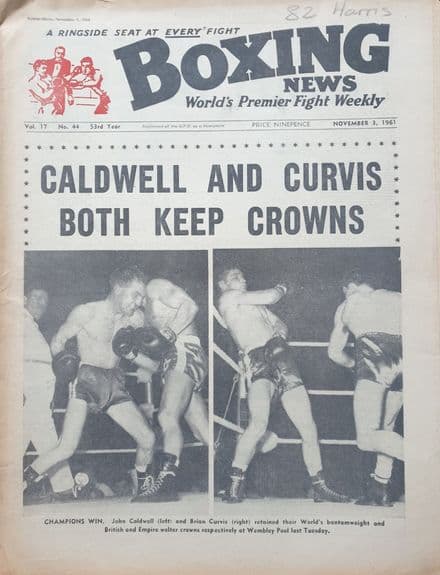 82 Harris
A RINGSIDE SEAT AT EVERY FIGHT
BOXING
NEWS
World's Premier Fight Weekly
Vol. 17 No. 44 53rd Year PRICE, NINEPENCE NOVEMBER 3, 1961
CALDWELL AND CURVIS
BOTH KEEP CROWNS
CHAMPIONS WIN. John Caldwell (left) and Brian Curvis (right) retained their World's bantamweight and
British and Empire welter crowns respectively at Wembley Pool last Tuesday.